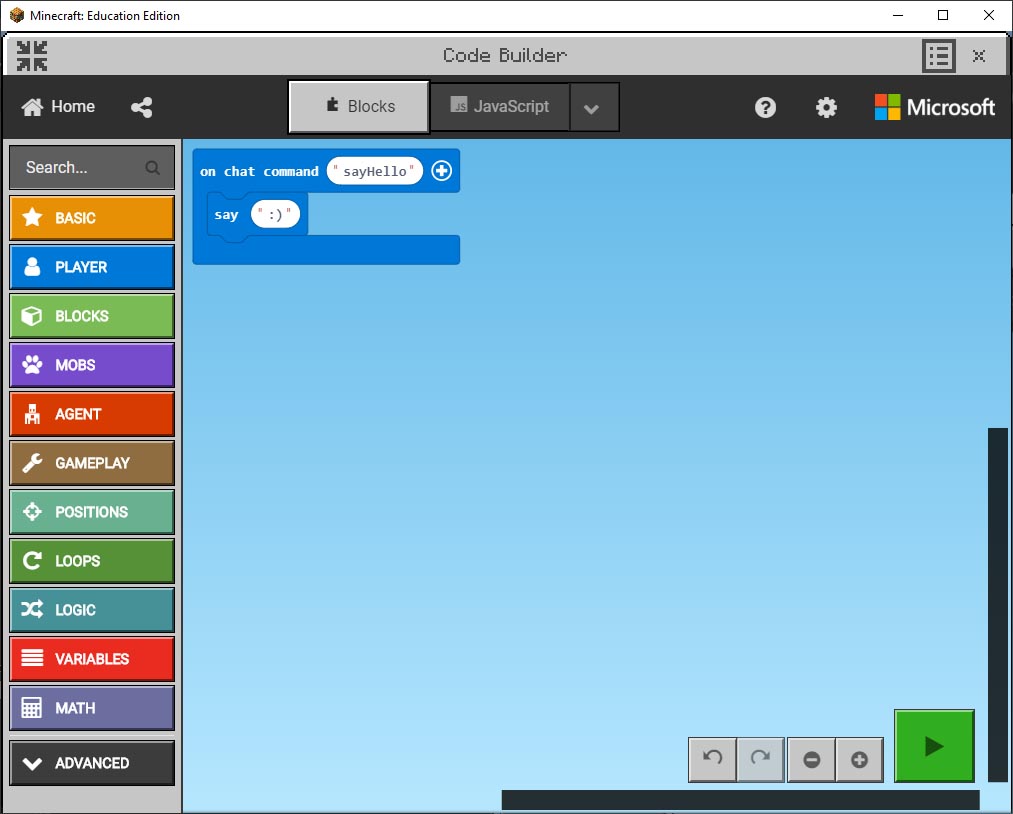 Minecraft: Education Edition
Code Builder
Home
Blocks
JS JavaScript
?
Microsoft
Search...
BASIC
PLAYER
BLOCKS
MOBS
AGENT
GAMEPLAY
POSITIONS
LOOPS
LOGIC
VARIABLES
MATH
ADVANCED
on chat command "sayHello"
say ":)"